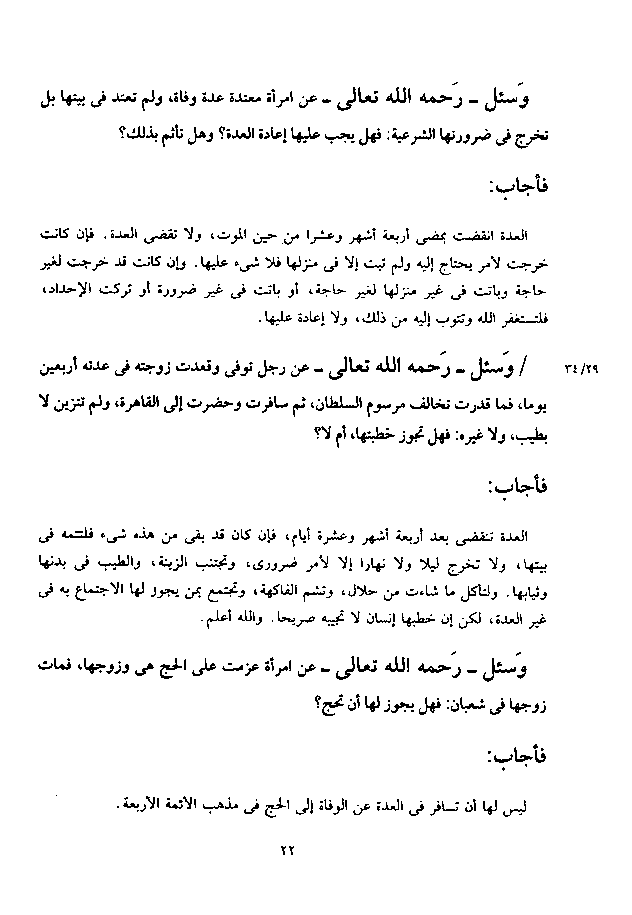 وَسئل ـ رَحمه الله تعالى ـ عن امرأة معتدة عدة وفاة، ولم تعتد فى بيتها بل
تخرج فى ضرورتها الشرعية: فهل يجب عليها إعادة العدة؟ وهل تأثم بذلك؟
فأجاب:
العدة انقضت بمضى أربعة أشهر وعشرا من حين الموت، ولا تقضى العدة. فإن كانت
خرجت لأمر يحتاج إليه ولم تبت إلا فى منزلها فلا شىء عليها. وإن كانت قد خرجت لغير
حاجة وباتت فى غير منزلها لغير حاجة، أو باتت فى غير ضرورة أو تركت الإحداد،
فلتستغفر الله وتتوب إليه من ذلك، ولا إعادة عليها.
/ وَسئل ـ رَحمه الله تعالى ـ عن رجل توفى وقعدت زوجته فى عدته أربعين ٣٤/٢٩
يوما، فما قدرت تخالف مرسوم السلطان، ثم سافرت وحضرت إلى القاهرة، ولم تتزين لا
بطيب، ولا غيره: فهل تجوز خطبتها، أم لا؟
فأجاب:
العدة تنقضى بعد أربعة أشهر وعشرة أيام، فإن كان قد بقى من هذه شىء فلتتمه فى
بيتها، ولا تخرج ليلا ولا نهارا إلا لأمر ضرورى، وتجتنب الزينة، والطيب فى بدنها
وثيابها. ولتأكل ما شاءت من حلال، وتشم الفاكهة، وتجتمع بمن يجوز لها الاجتماع به فى
غير العدة، لكن إن خطبها إنسان لا تجيبه صريحا. والله أعلم.
وَسئل ـ رَحمه الله تعالى ـ عن امرأة عزمت على الحج هى وزوجها، فمات
زوجها فى شعبان: فهل يجوز لها أن تحج؟
فأجاب:
ليس لها أن تسافر فى العدة عن الوفاة إلى الحج فى مذهب الأئمة الأربعة.
٢٢